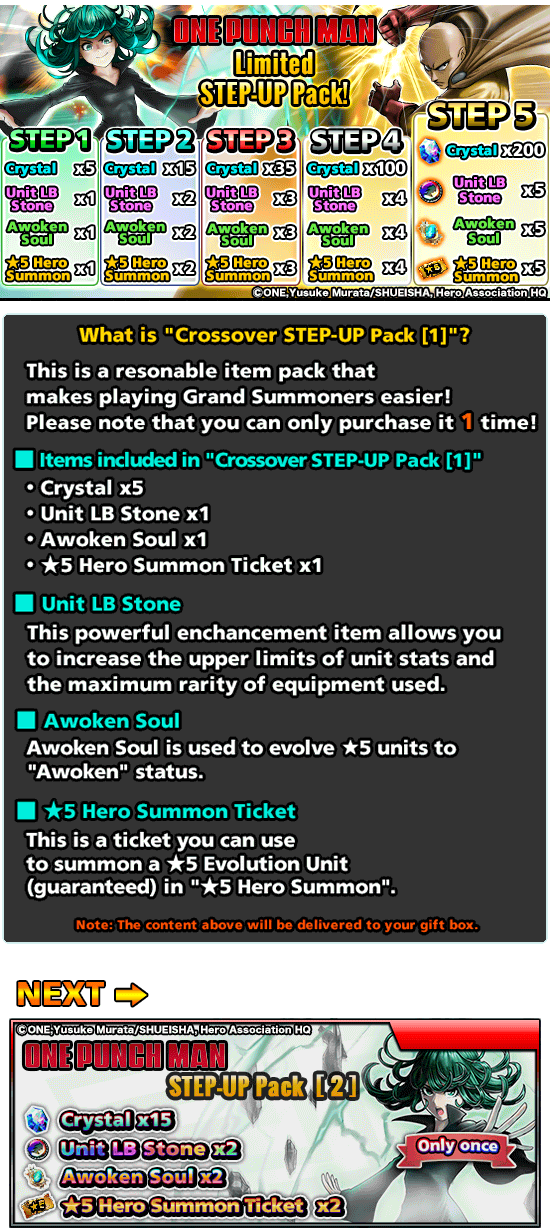 ONE PUNCH MAN
Limited
STEP-UP Pack!
STEP 1
Crystal x5
Unit LB Stone x1
Awoken Soul x1
★5 Hero Summon x1
STEP 2
Crystal x15
Unit LB Stone x2
Awoken Soul x2
★5 Hero Summon x2
STEP 3
Crystal x35
Unit LB Stone x3
Awoken Soul x3
★5 Hero Summon x3
STEP 4
Crystal x100
Unit LB Stone x4
Awoken Soul x4
★5 Hero Summon x4
STEP 5
Crystal x200
Unit LB Stone x5
Awoken Soul x5
★5 Hero Summon x5
©ONE,Yusuke Murata/SHUEISHA, Hero Association HQ
What is "Crossover STEP-UP Pack [1]"?
This is a resonable item pack that
makes playing Grand Summoners easier!
Please note that you can only purchase it 1 time!
■ Items included in "Crossover STEP-UP Pack [1]"
・Crystal x5
・Unit LB Stone x1
・Awoken Soul x1
・★5 Hero Summon Ticket x1
■ Unit LB Stone
This powerful enchancement item allows you
to increase the upper limits of unit stats and
the maximum rarity of equipment used.
■ Awoken Soul
Awoken Soul is used to evolve ★5 units to
"Awoken" status.
■ ★5 Hero Summon Ticket
This is a ticket you can use
to summon a ★5 Evolution Unit
(guaranteed) in "★5 Hero Summon".
Note: The content above will be delivered to your gift box.
NEXT ➡
©ONE,Yusuke Murata/SHUEISHA, Hero Association HQ
ONE PUNCH MAN
STEP-UP Pack [2]
Crystal x15
Unit LB Stone x2
Awoken Soul x2
★5 Hero Summon Ticket x2
Only once